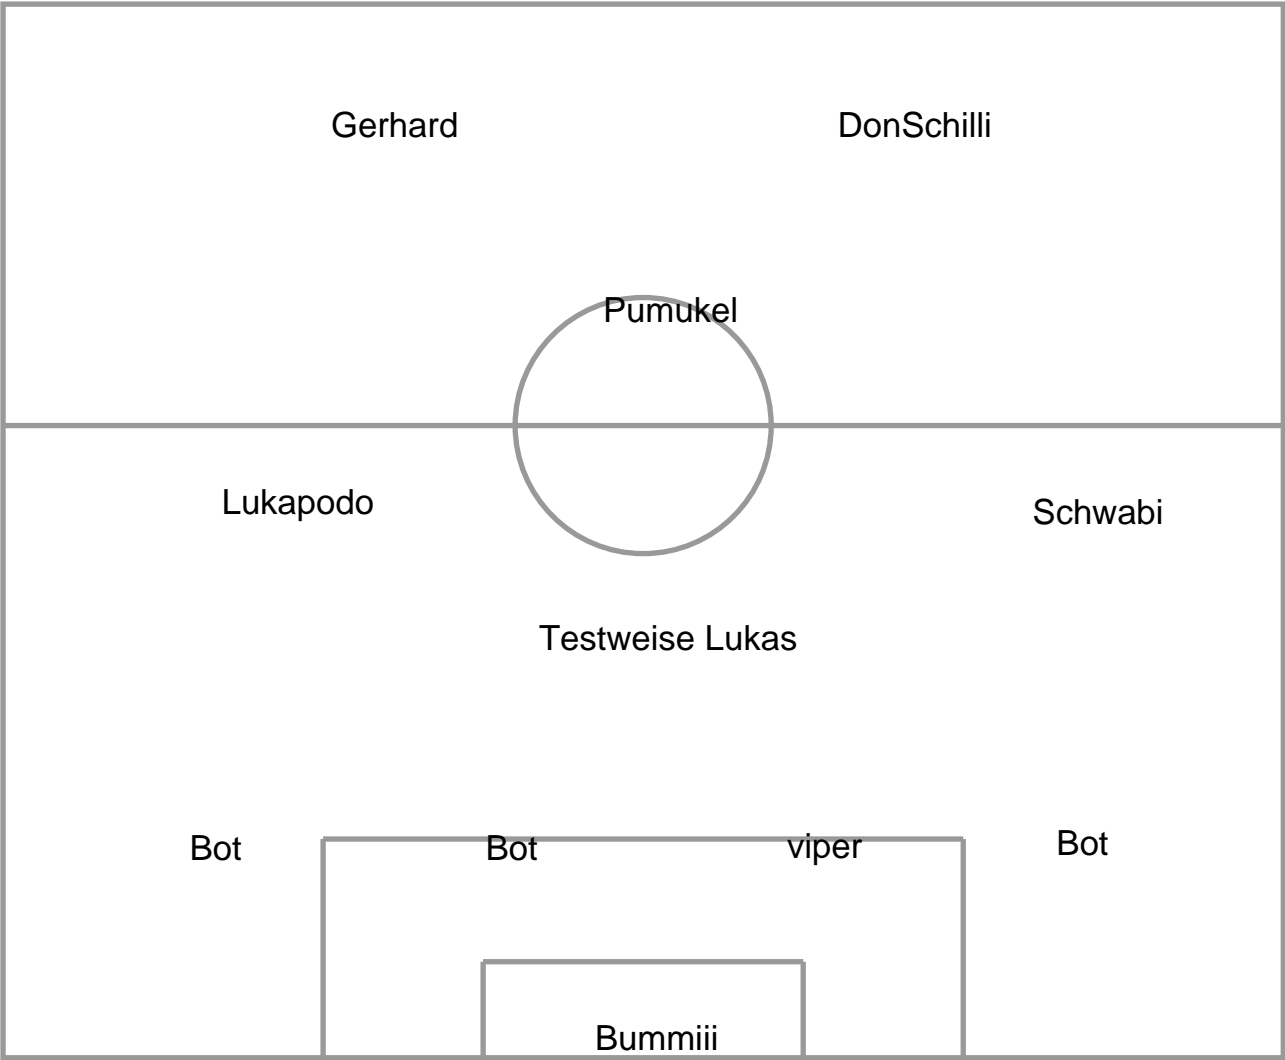 Gerhard
DonSchilli
Pumukel
Lukapodo
Schwabi
Testweise Lukas
Bot
Bot
viper
Bot
Bummiii